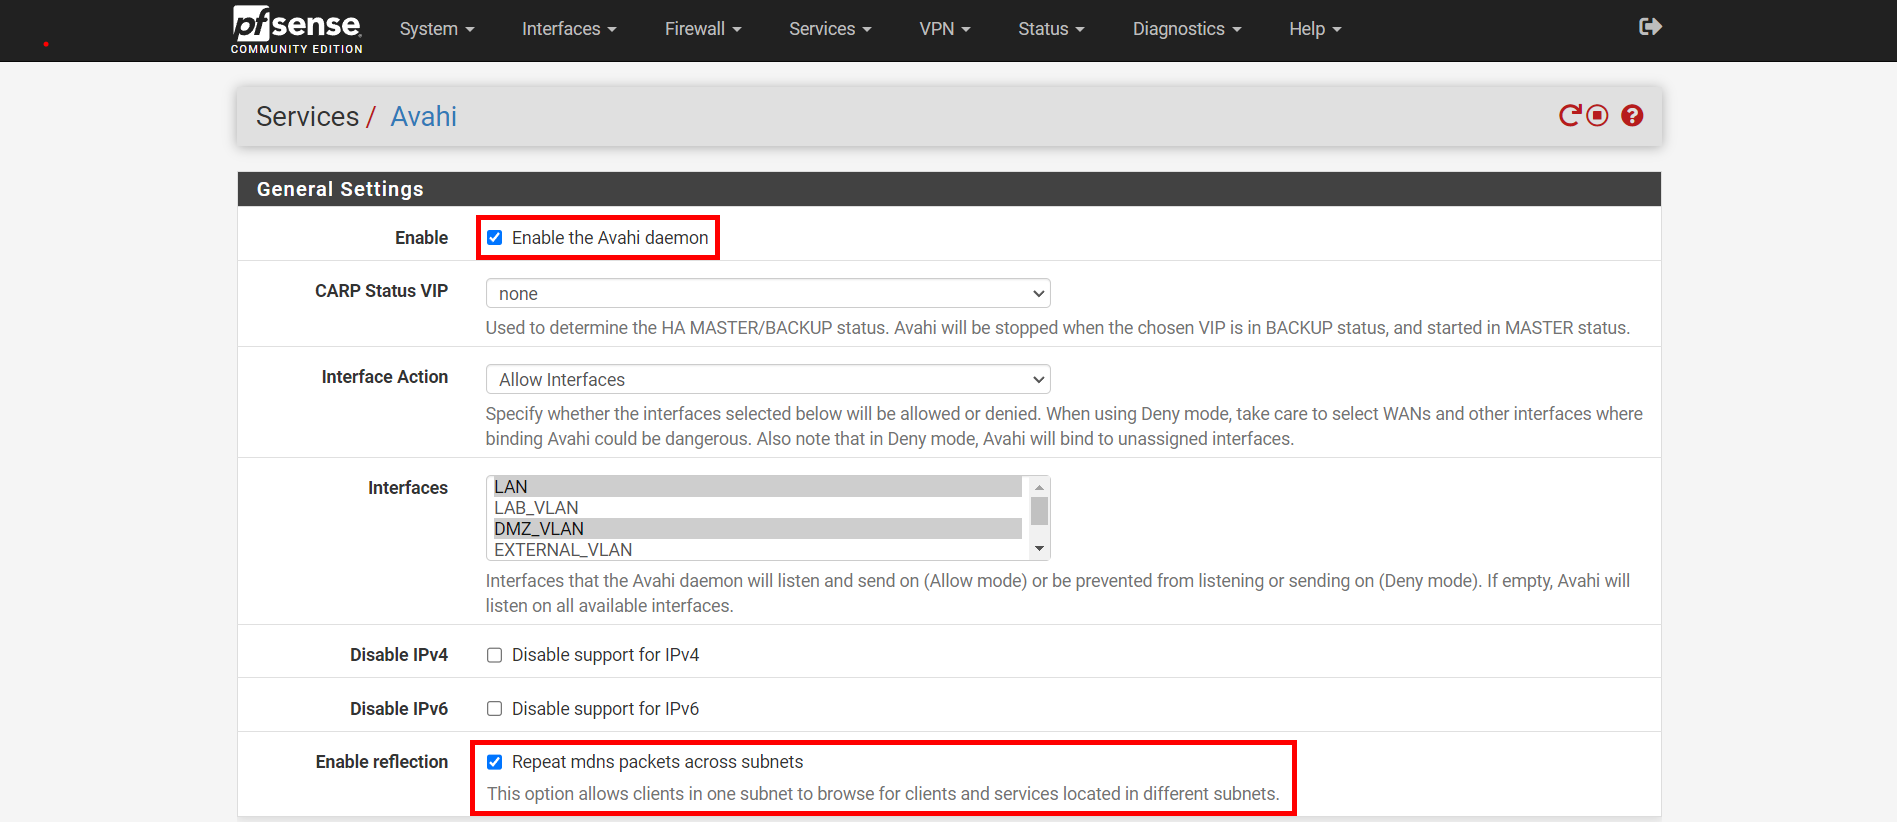 pfsense
COMMUNITY EDITION
System
Interfaces
Firewall
Services
VPN
Status
Diagnostics
Help
Services / Avahi
General Settings
Enable
Enable the Avahi daemon
CARP Status VIP
none
Used to determine the HA MASTER/BACKUP status. Avahi will be stopped when the chosen VIP is in BACKUP status, and started in MASTER status.
Interface Action
Allow Interfaces
Specify whether the interfaces selected below will be allowed or denied. When using Deny mode, take care to select WANs and other interfaces where
binding Avahi could be dangerous. Also note that in Deny mode, Avahi will bind to unassigned interfaces.
Interfaces
LAN
LAB_VLAN
DMZ_VLAN
EXTERNAL_VLAN
Interfaces that the Avahi daemon will listen and send on (Allow mode) or be prevented from listening or sending on (Deny mode). If empty, Avahi will
listen on all available interfaces.
Disable IPv4
Disable support for IPv4
Disable IPv6
Disable support for IPv6
Enable reflection
Repeat mdns packets across subnets
This option allows clients in one subnet to browse for clients and services located in different subnets.